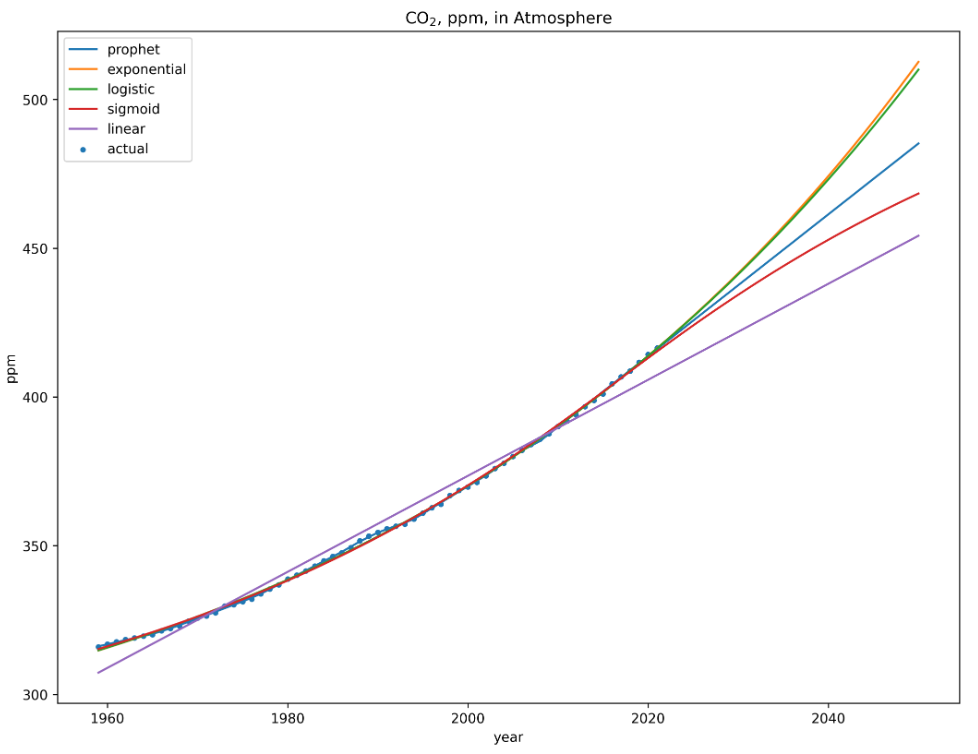 CO₂, ppm, in Atmosphere
prophet
exponential
logistic
sigmoid
linear
actual
500
450
400
350
300
ppm
1960 1980 2000 2020 2040
year